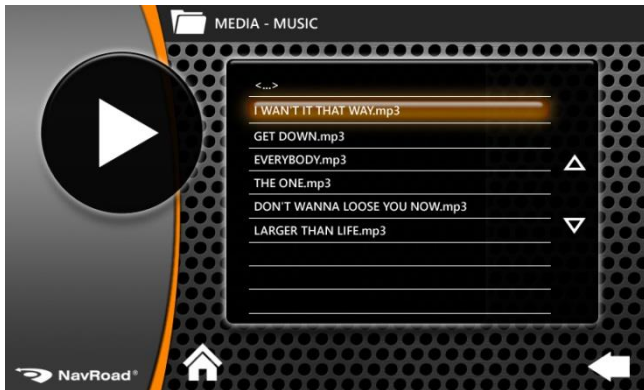 MEDIA - MUSIC
<...>
I WAN'T IT THAT WAY.mp3
GET DOWN.mp3
EVERYBODY.mp3
THE ONE.mp3
DON'T WANNA LOOSE YOU NOW.mp3
LARGER THAN LIFE.mp3
NavRoad®